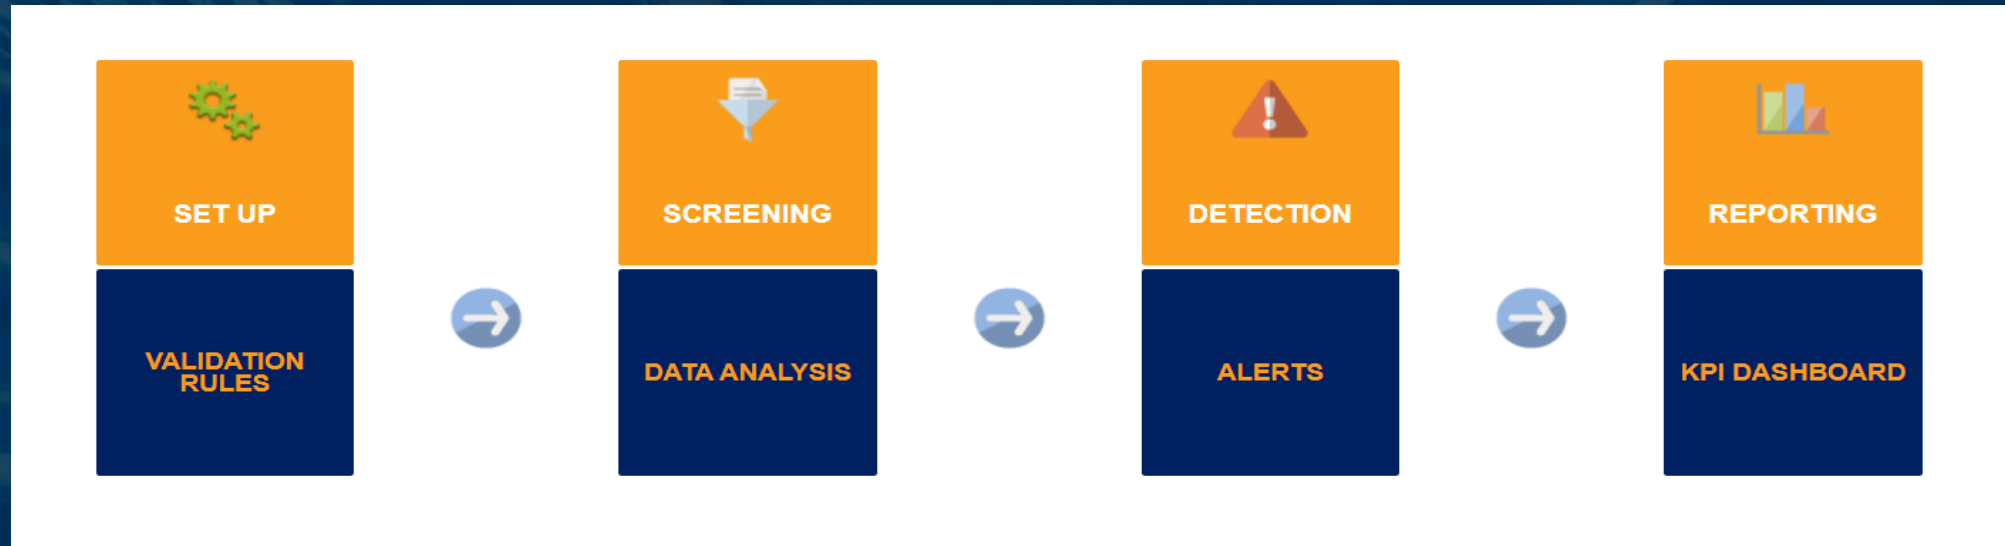 SET UP
SCREENING
DETECTION
REPORTING
VALIDATION
RULES
DATA ANALYSIS
ALERTS
KPI DASHBOARD